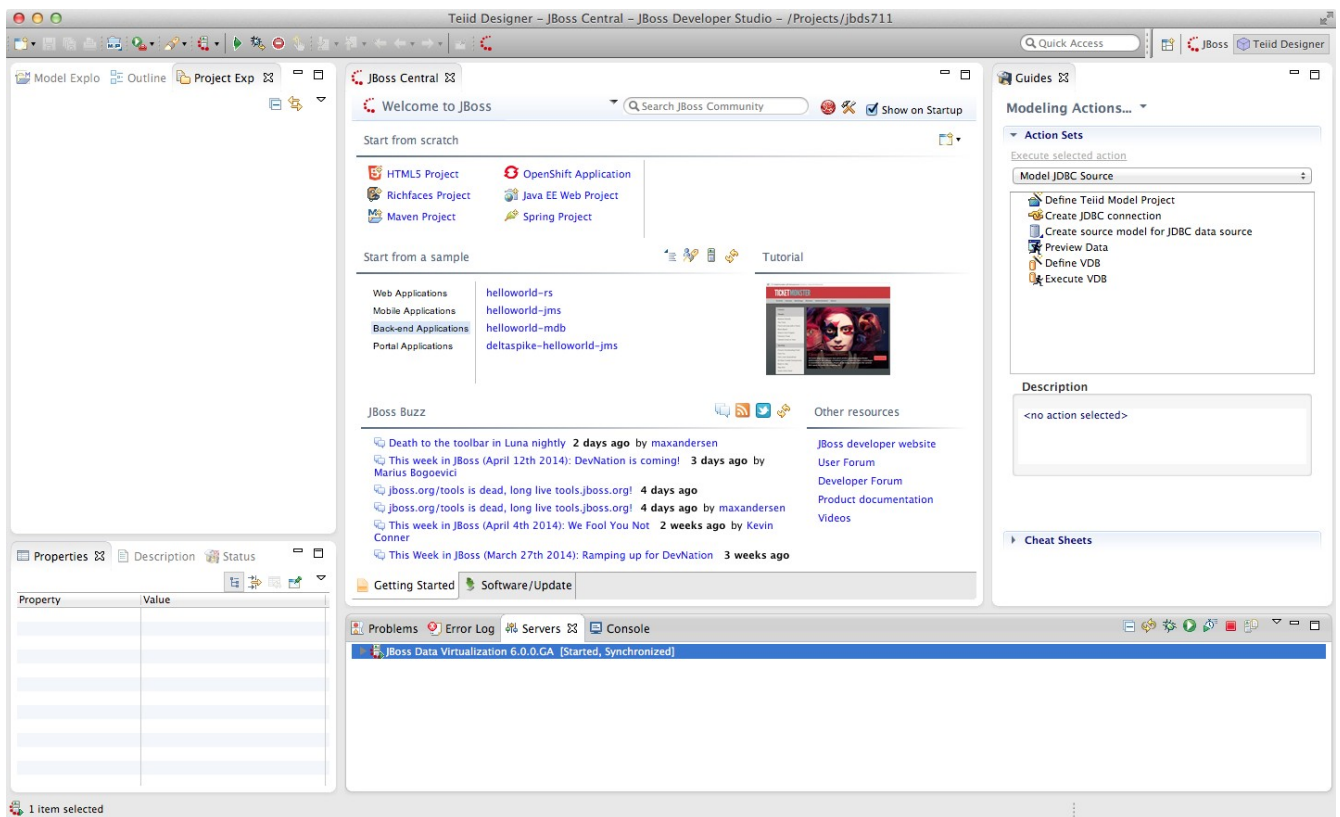 Teiid Designer – JBoss Central – JBoss Developer Studio – /Projects/jbds711
Quick Access
JBoss
Teiid Designer
Model Explo
Outline
Project Exp
JBoss Central
Welcome to JBoss
Search JBoss Community
Show on Startup
Start from scratch
HTML5 Project
OpenShift Application
Richfaces Project
Java EE Web Project
Maven Project
Spring Project
Start from a sample
Tutorial
Web Applications
helloworld-rs
Mobile Applications
helloworld-jms
Back-end Applications
helloworld-mdb
Portal Applications
deltaspike-helloworld-jms
TICKETMONSTER
JBoss Buzz
Other resources
Death to the toolbar in Luna nightly 2 days ago by maxandersen
This week in JBoss (April 12th 2014): DevNation is coming! 3 days ago by
Marius Bogoevici
jboss.org/tools is dead, long live tools.jboss.org! 4 days ago
jboss.org/tools is dead, long live tools.jboss.org! 4 days ago by maxandersen
This week in JBoss (April 4th 2014): We Fool You Not 2 weeks ago by Kevin
Conner
This Week in JBoss (March 27th 2014): Ramping up for DevNation 3 weeks ago
JBoss developer website
User Forum
Developer Forum
Product documentation
Videos
Getting Started
Software/Update
Guides
Modeling Actions...
Action Sets
Execute selected action
Model JDBC Source
Define Teiid Model Project
Create JDBC connection
Create source model for JDBC data source
Preview Data
Define VDB
Execute VDB
Description
<no action selected>
Cheat Sheets
Properties
Description
Status
Property
Value
Problems
Error Log
Servers
Console
JBoss Data Virtualization 6.0.0.GA [Started, Synchronized]
1 item selected